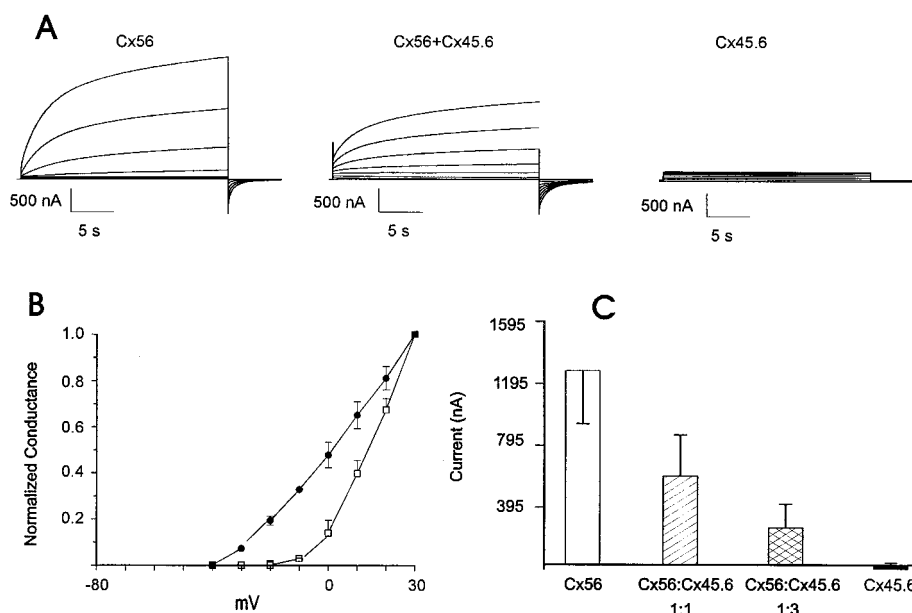 A
Cx56
Cx56+Cx45.6
Cx45.6
500 nA
5 s
500 nA
5 s
500 nA
5 s
B
Normalized Conductance
1.0
0.8
0.6
0.4
0.2
-80
0
30
mV
C
Current (nA)
1595
1195
795
395
Cx56
Cx56:Cx45.6
1:1
Cx56:Cx45.6
1:3
Cx45.6